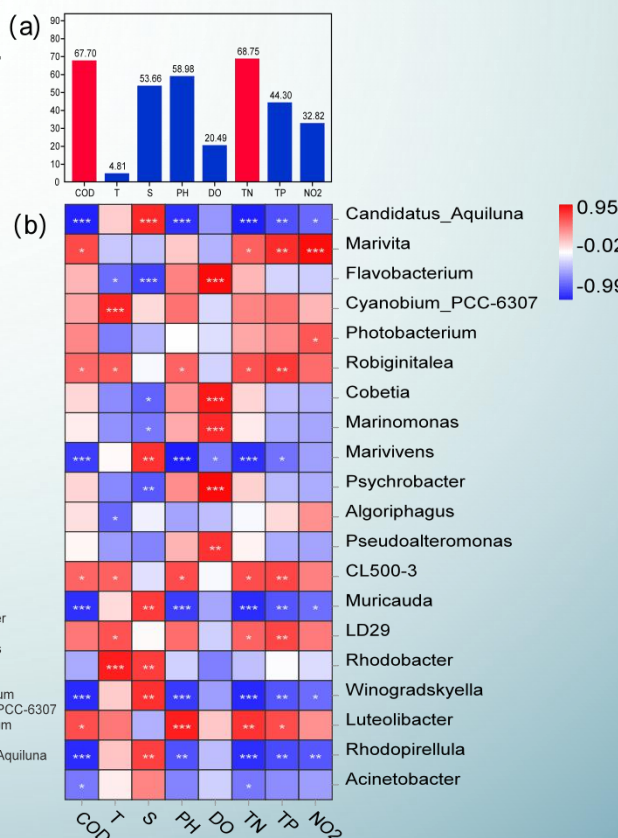 (a)
90
80
70
60
50
40
30
20
10
0
67.70
4.81
53.66
58.98
20.49
68.75
44.30
32.82
COD T S PH DO TN TP NO2
(b)
*** *** *** *** ** * Candidatus_Aquiluna
* * ** *** Marivita
* *** *** Flavobacterium
*** Cyanobium_PCC-6307
* Photobacterium
* * * * ** Robiginitalea
* *** Cobetia
* *** Marinomonas
*** ** *** * *** * Marivivens
** *** Psychrobacter
* Algoriphagus
** Pseudoalteromonas
* * * * ** CL500-3
*** ** *** *** ** * Muricauda
* * ** LD29
*** ** Rhodobacter
*** ** *** *** ** * Winogradskyella
* *** ** * Luteolibacter
*** ** ** *** ** ** Rhodopirellula
* * Acinetobacter
COD T S PH DO TN TP NO2
0.95
-0.02
-0.99
PCC-6307
Aquiluna